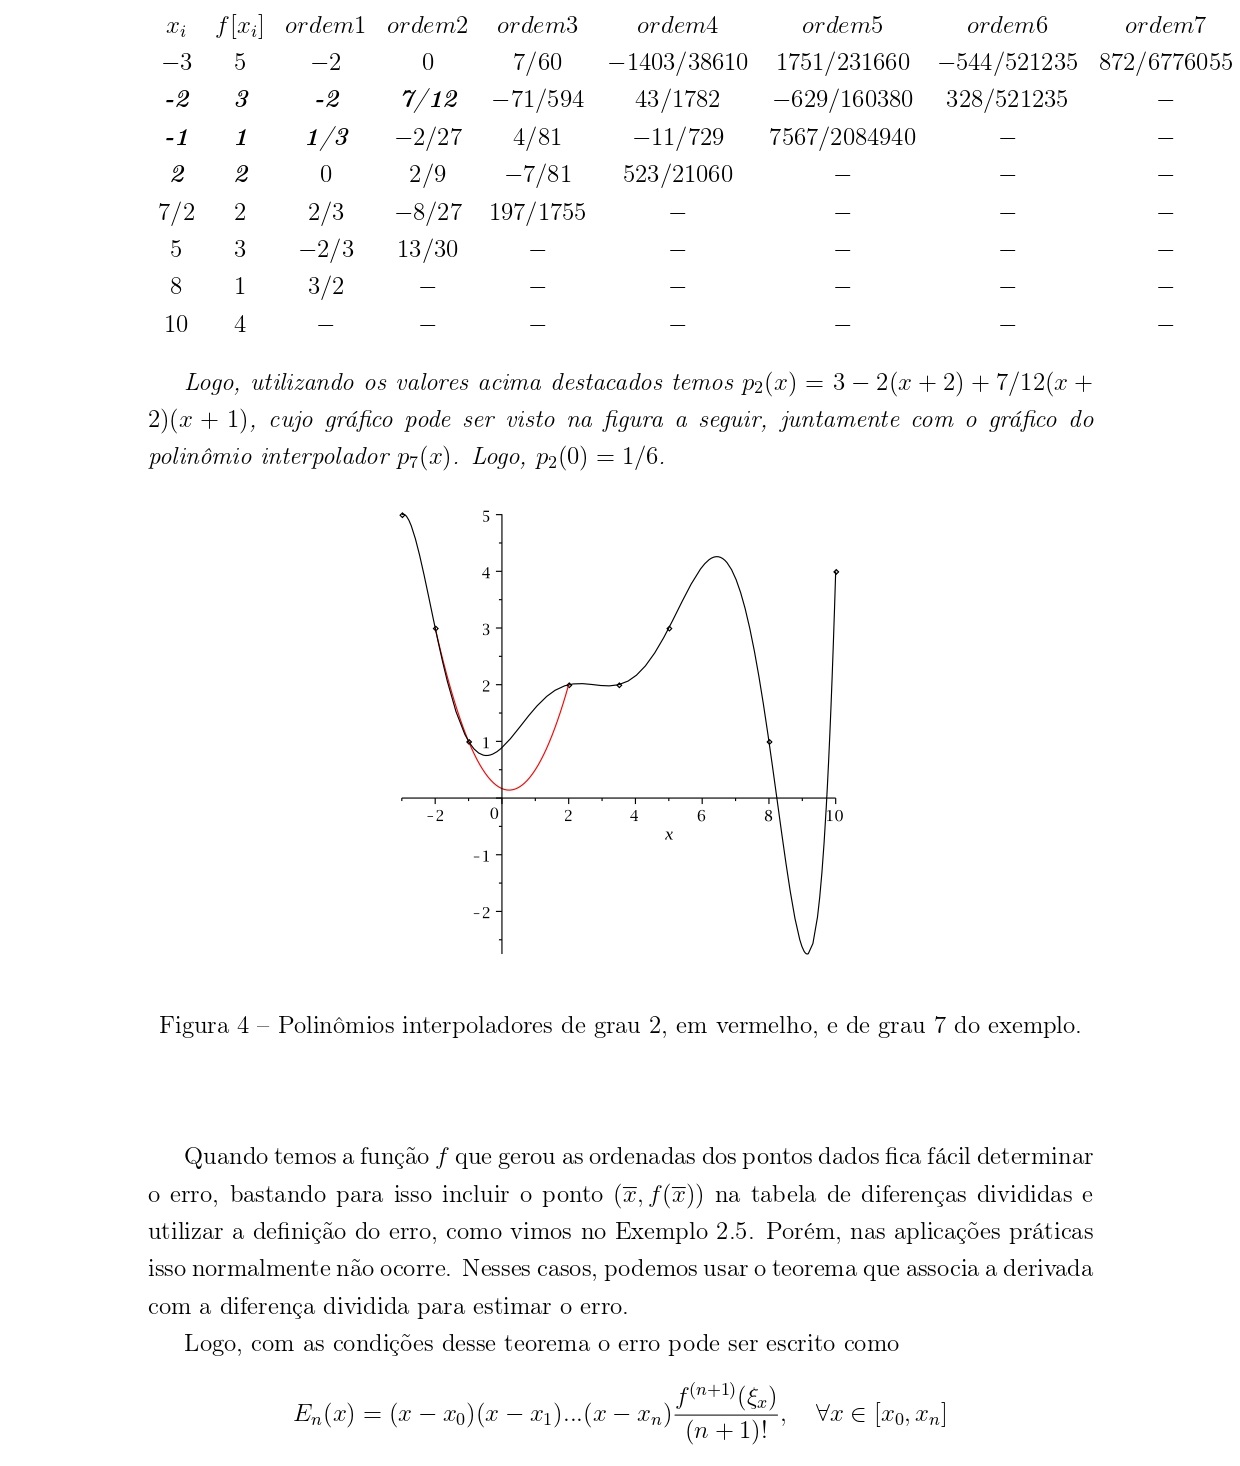 x_i f[x_i] ordem1 ordem2 ordem3 ordem4 ordem5 ordem6 ordem7
−3 5 −2 0 7/60 −1403/38610 1751/231660 −544/521235 872/6776055
-2 3 -2 7/12 −71/594 43/1782 −629/160380 328/521235 −
-1 1 1/3 −2/27 4/81 −11/729 7567/2084940 − −
2 2 0 2/9 −7/81 523/21060 − − −
7/2 2 2/3 −8/27 197/1755 − − − −
5 3 −2/3 13/30 − − − − −
8 1 3/2 − − − − − −
10 4 − − − − − − −
Logo, utilizando os valores acima destacados temos p_2(x) = 3 − 2(x + 2) + 7/12(x +
2)(x + 1), cujo gráfico pode ser visto na figura a seguir, juntamente com o gráfico do
polinômio interpolador p_7(x). Logo, p_2(0) = 1/6.
5
4
3
2
1
-2 0 2 4 6 8 10
x
-1
-2
Figura 4 – Polinômios interpoladores de grau 2, em vermelho, e de grau 7 do exemplo.
Quando temos a função f que gerou as ordenadas dos pontos dados fica fácil determinar
o erro, bastando para isso incluir o ponto (x̅, f(x̅)) na tabela de diferenças divididas e
utilizar a definição do erro, como vimos no Exemplo 2.5. Porém, nas aplicações práticas
isso normalmente não ocorre. Nesses casos, podemos usar o teorema que associa a derivada
com a diferença dividida para estimar o erro.
Logo, com as condições desse teorema o erro pode ser escrito como
E_n(x) = (x − x_0)(x − x_1)...(x − x_n) f^{(n+1)}(ξ_x)/(n + 1)!, ∀x ∈ [x_0, x_n]